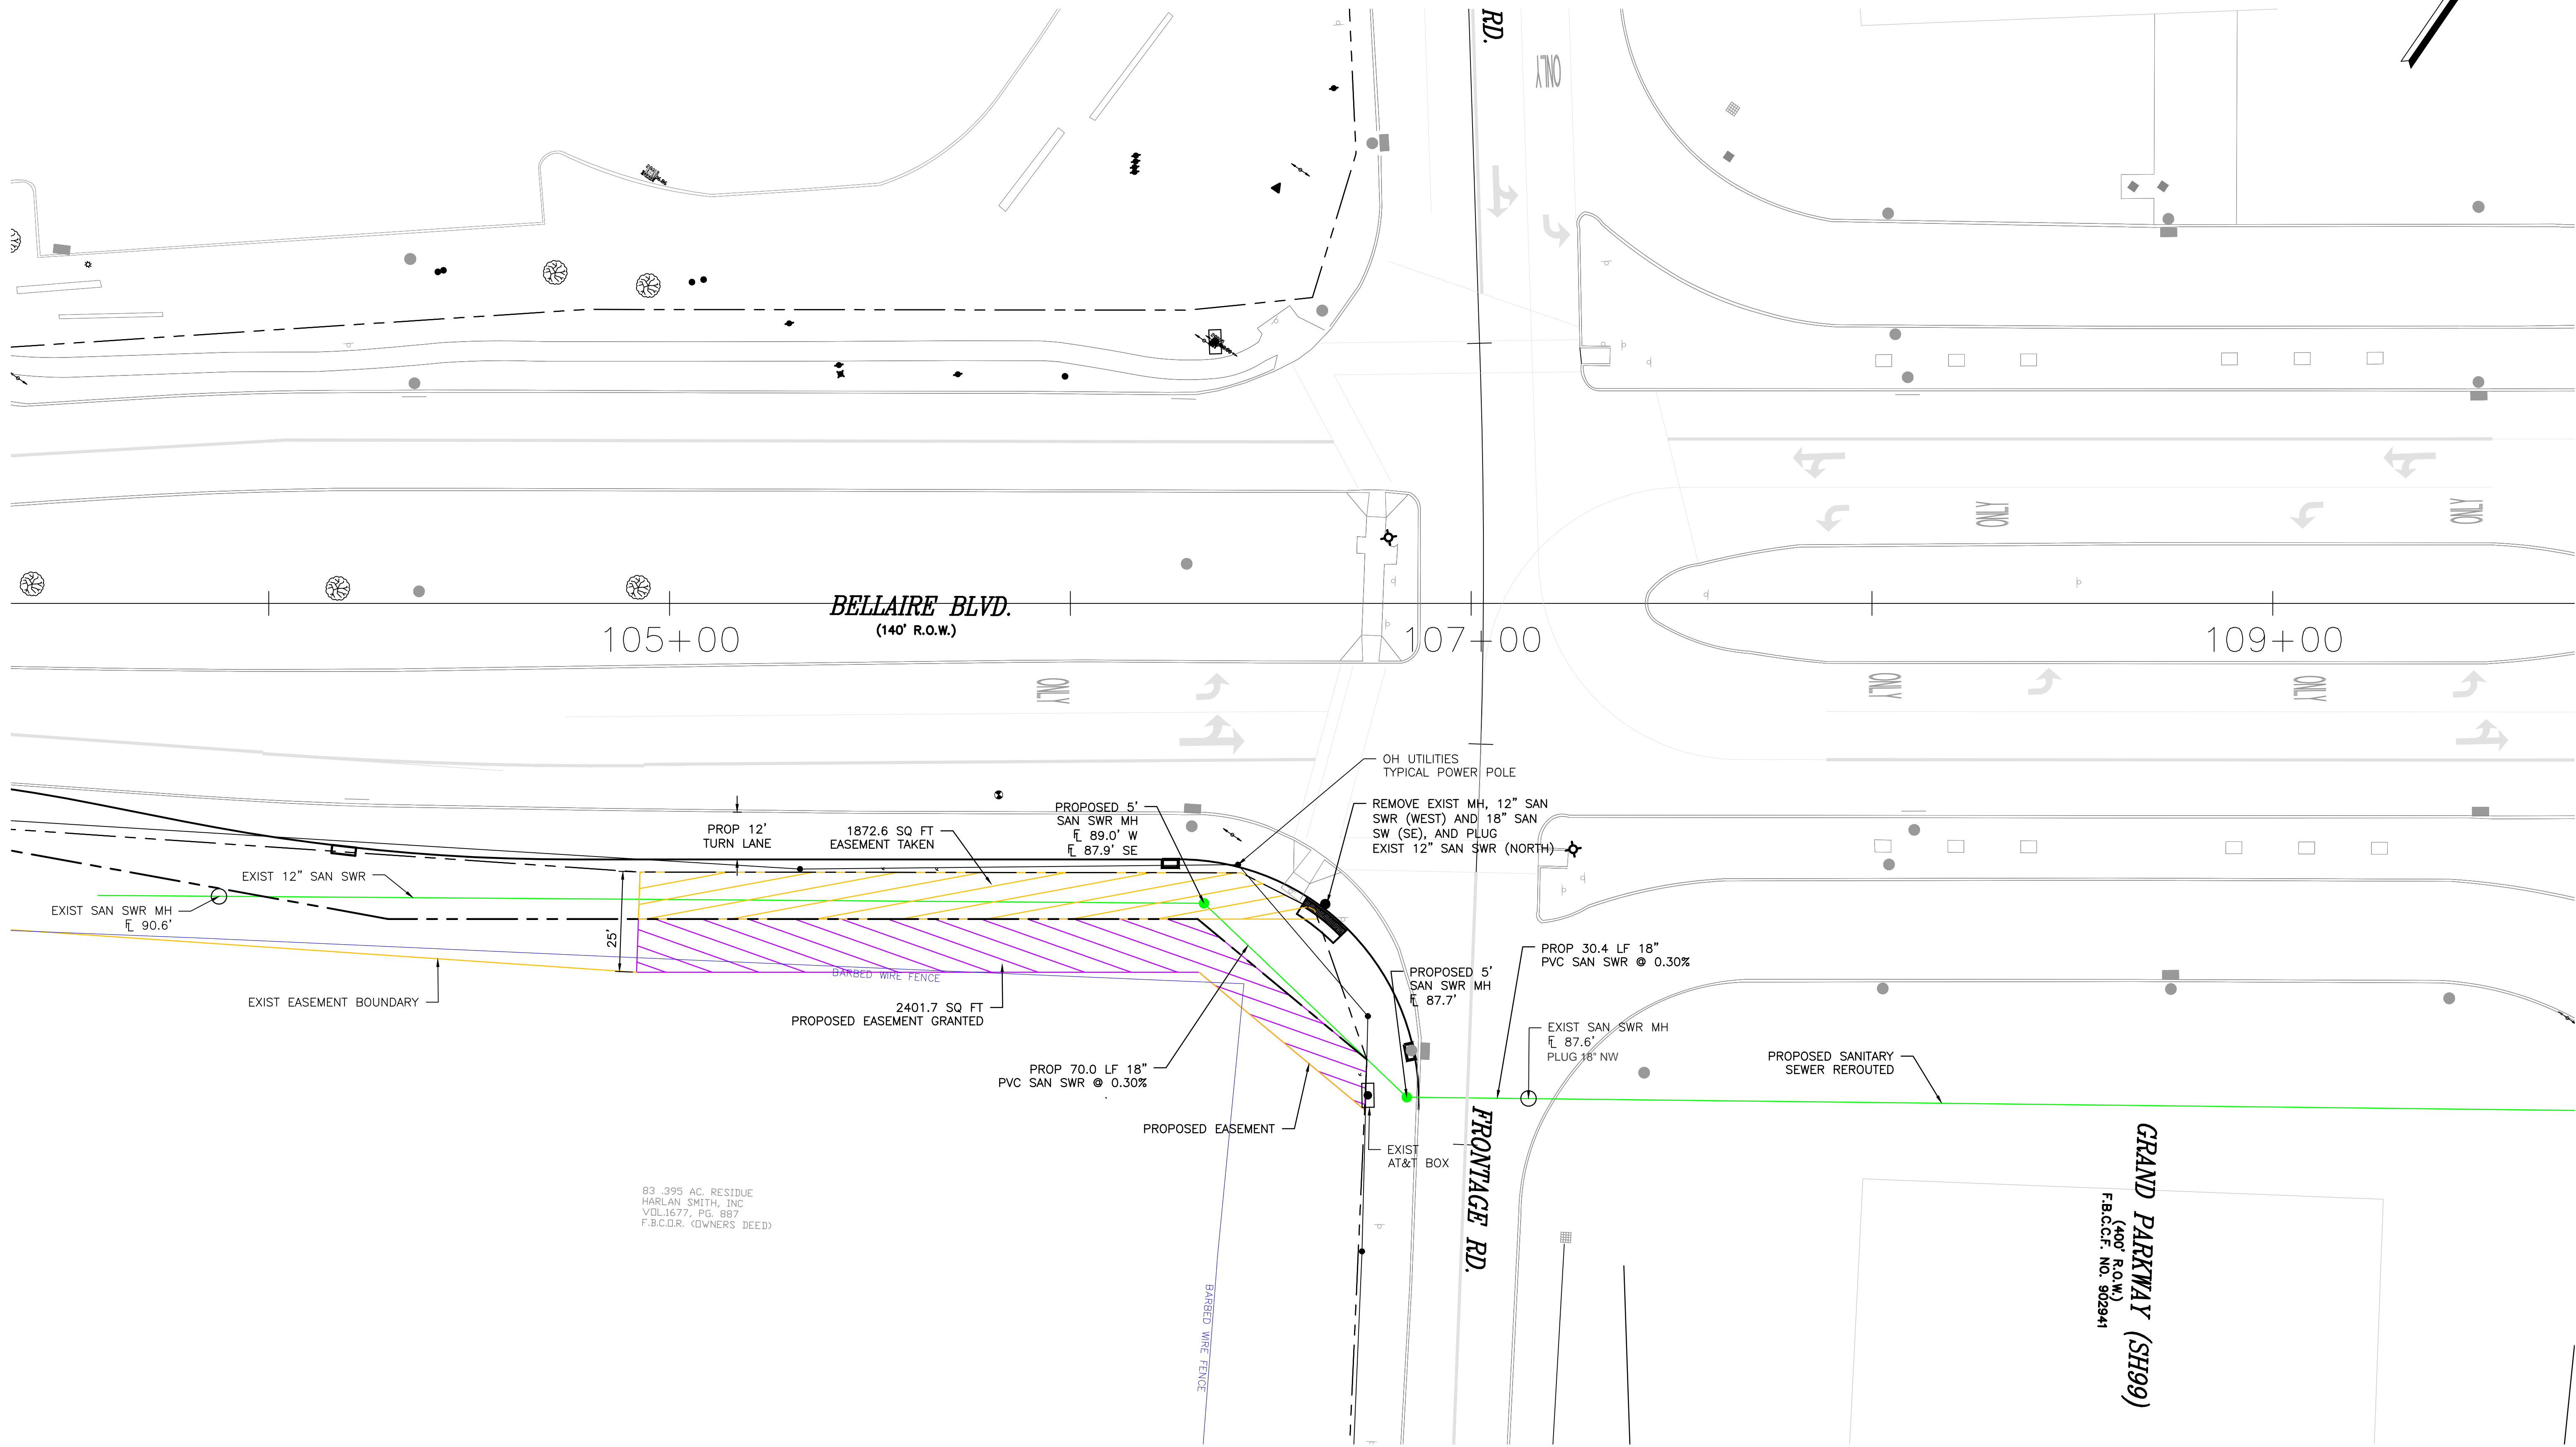 RD.
ONLY
ONLY
ONLY
BELLAIRE BLVD.
(140' R.O.W.)
105+00
107+00
109+00
ONLY
ONLY
ONLY
OH UTILITIES
TYPICAL POWER POLE
PROPOSED 5'
SAN SWR MH
FL 89.0' W
FL 87.9' SE
REMOVE EXIST MH, 12" SAN
SWR (WEST) AND 18" SAN
SW (SE), AND PLUG
EXIST 12" SAN SWR (NORTH)
PROP 12'
TURN LANE
1872.6 SQ FT
EASEMENT TAKEN
EXIST 12" SAN SWR
EXIST SAN SWR MH
FL 90.6'
25'
BARBED WIRE FENCE
EXIST EASEMENT BOUNDARY
2401.7 SQ FT
PROPOSED EASEMENT GRANTED
PROP 30.4 LF 18"
PVC SAN SWR @ 0.30%
PROPOSED 5'
SAN SWR MH
FL 87.7'
EXIST SAN SWR MH
FL 87.6'
PLUG 18" NW
PROPOSED SANITARY
SEWER REROUTED
PROP 70.0 LF 18"
PVC SAN SWR @ 0.30%
PROPOSED EASEMENT
EXIST
AT&T BOX
FRONTAGE RD.
GRAND PARKWAY (SH99)
(400' R.O.W.)
F.B.C.C.F. NO. 902941
83 .395 AC. RESIDUE
HARLAN SMITH, INC
VOL.1677, PG. 887
F.B.C.O.R. (OWNERS DEED)
BARBED WIRE FENCE